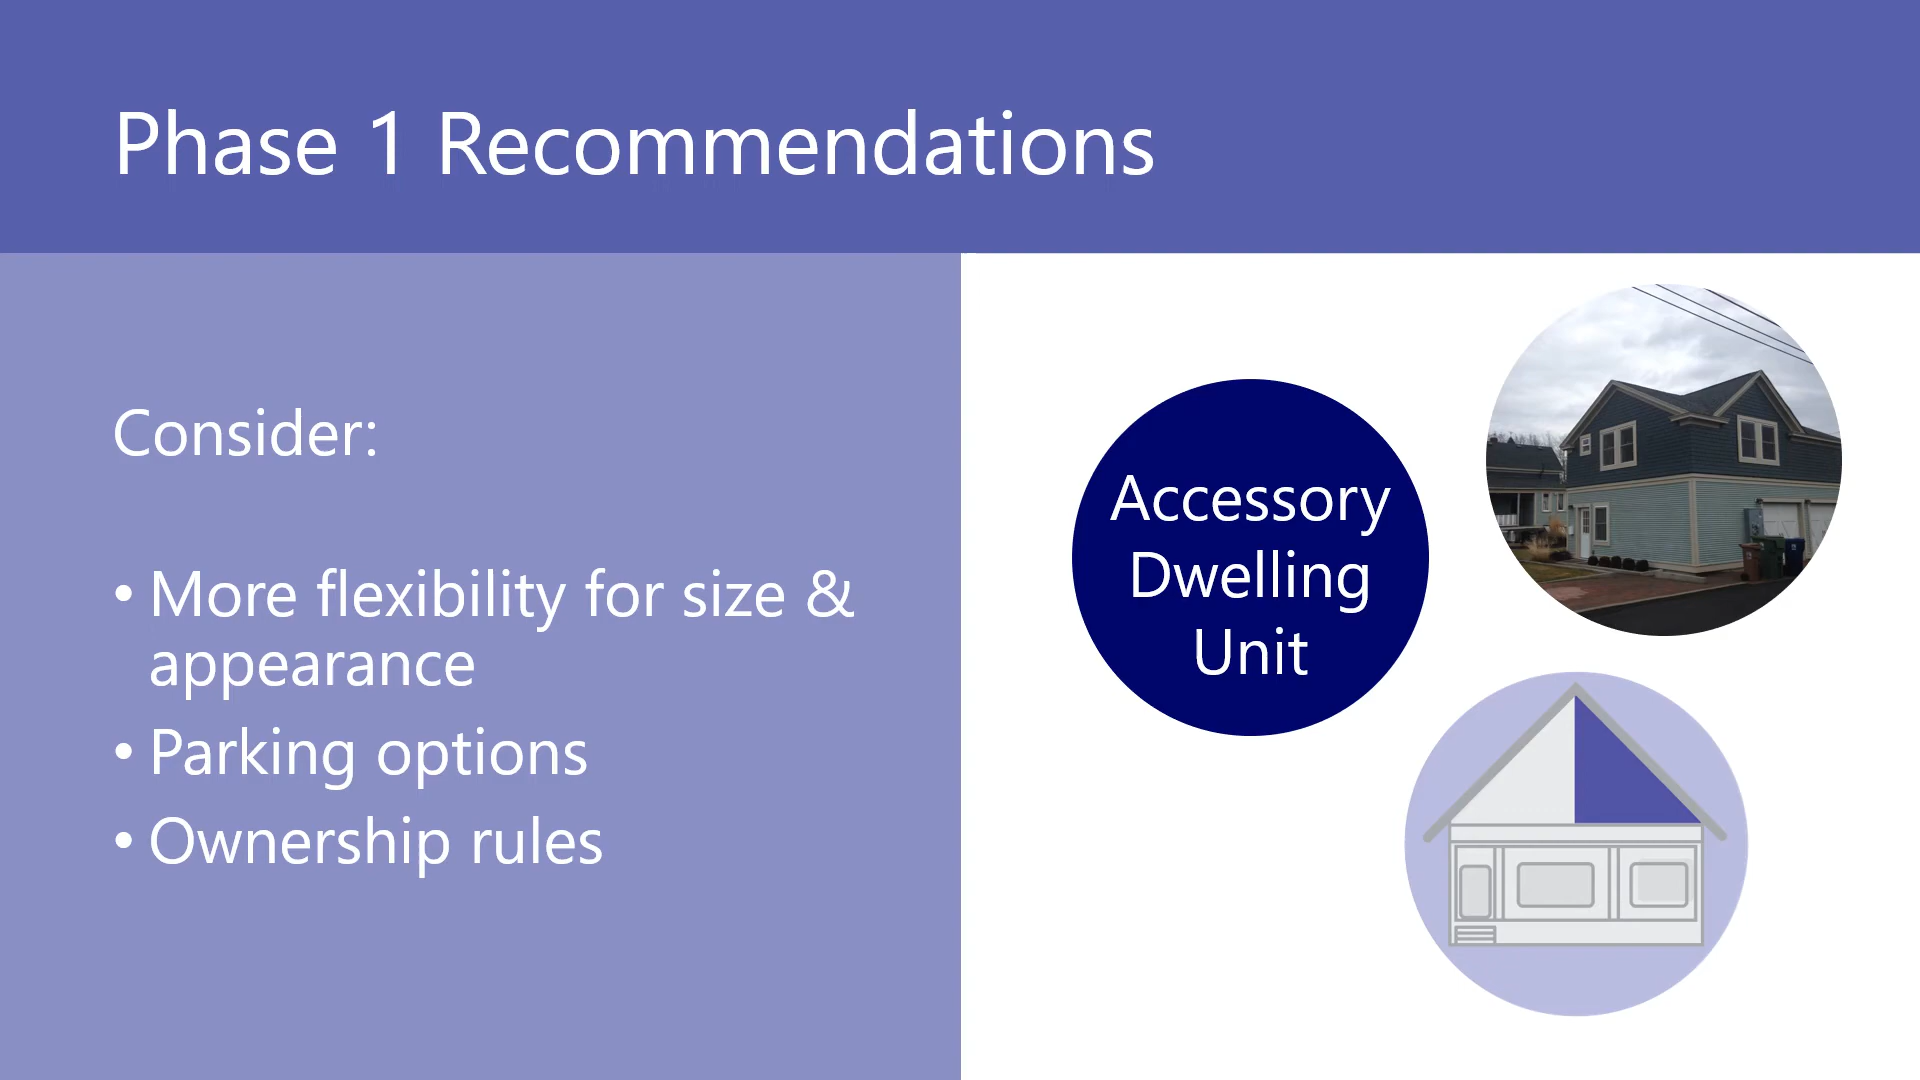 Phase 1 Recommendations
Consider:
• More flexibility for size &
appearance
• Parking options
• Ownership rules
Accessory
Dwelling
Unit